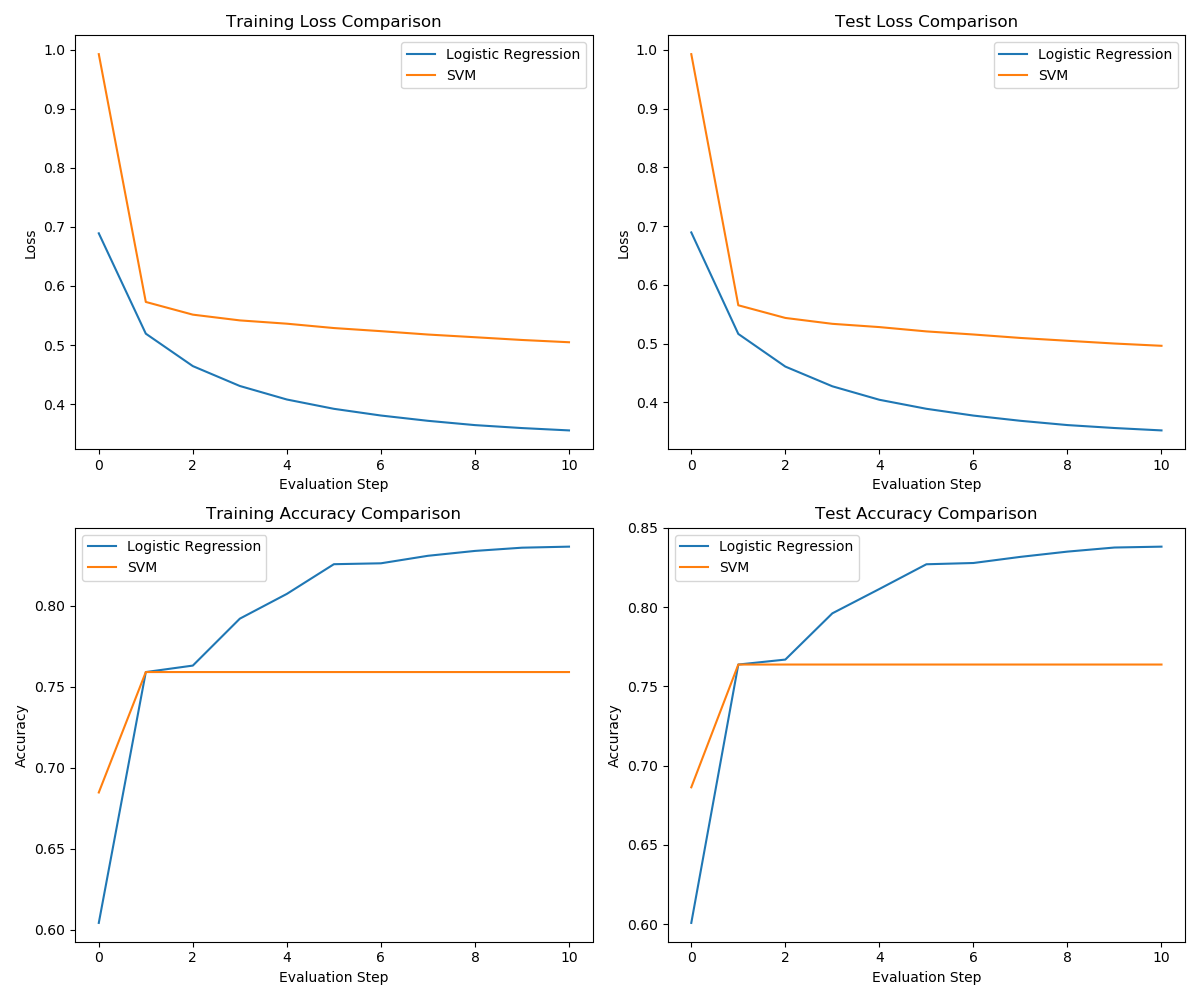 Training Loss Comparison
Loss
1.0
0.9
0.8
0.7
0.6
0.5
0.4
Logistic Regression
SVM
0 2 4 6 8 10
Evaluation Step
Test Loss Comparison
Loss
1.0
0.9
0.8
0.7
0.6
0.5
0.4
Logistic Regression
SVM
0 2 4 6 8 10
Evaluation Step
Training Accuracy Comparison
Accuracy
0.80
0.75
0.70
0.65
0.60
Logistic Regression
SVM
0 2 4 6 8 10
Evaluation Step
Test Accuracy Comparison
Accuracy
0.85
0.80
0.75
0.70
0.65
0.60
Logistic Regression
SVM
0 2 4 6 8 10
Evaluation Step